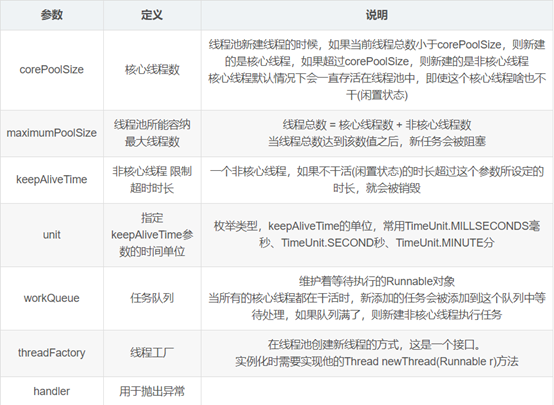 参数 定义 说明
线程池新建线程的时候，如果当前线程总数小于corePoolSize，则新建
的是核心线程，如果超过corePoolSize，则新建的是非核心线程
corePoolSize 核心线程数
核心线程默认情况下会一直存活在线程池中，即使这个核心线程啥也不
干(闲置状态)
maximumPoolSize
线程池所能容纳
最大线程数
线程总数 = 核心线程数 + 非核心线程数
当线程总数达到该数值之后，新任务会被阻塞
keepAliveTime
非核心线程 限制
超时时长
一个非核心线程，如果不干活(闲置状态)的时长超过这个参数所设定的
时长，就会被销毁
unit
指定
keepAliveTime参
数的时间单位
枚举类型，keepAliveTime的单位，常用TimeUnit.MILLSECONDS毫
秒、TimeUnit.SECOND秒、TimeUnit.MINUTE分
workQueue 任务队列
维护着等待执行的Runnable对象
当所有的核心线程都在干活时，新添加的任务会被添加到这个队列中等
待处理，如果队列满了，则新建非核心线程执行任务
threadFactory 线程工厂
在线程池创建新线程的方式，这是一个接口。
实例化时需要实现他的Thread newThread(Runnable r)方法
handler 用于抛出异常